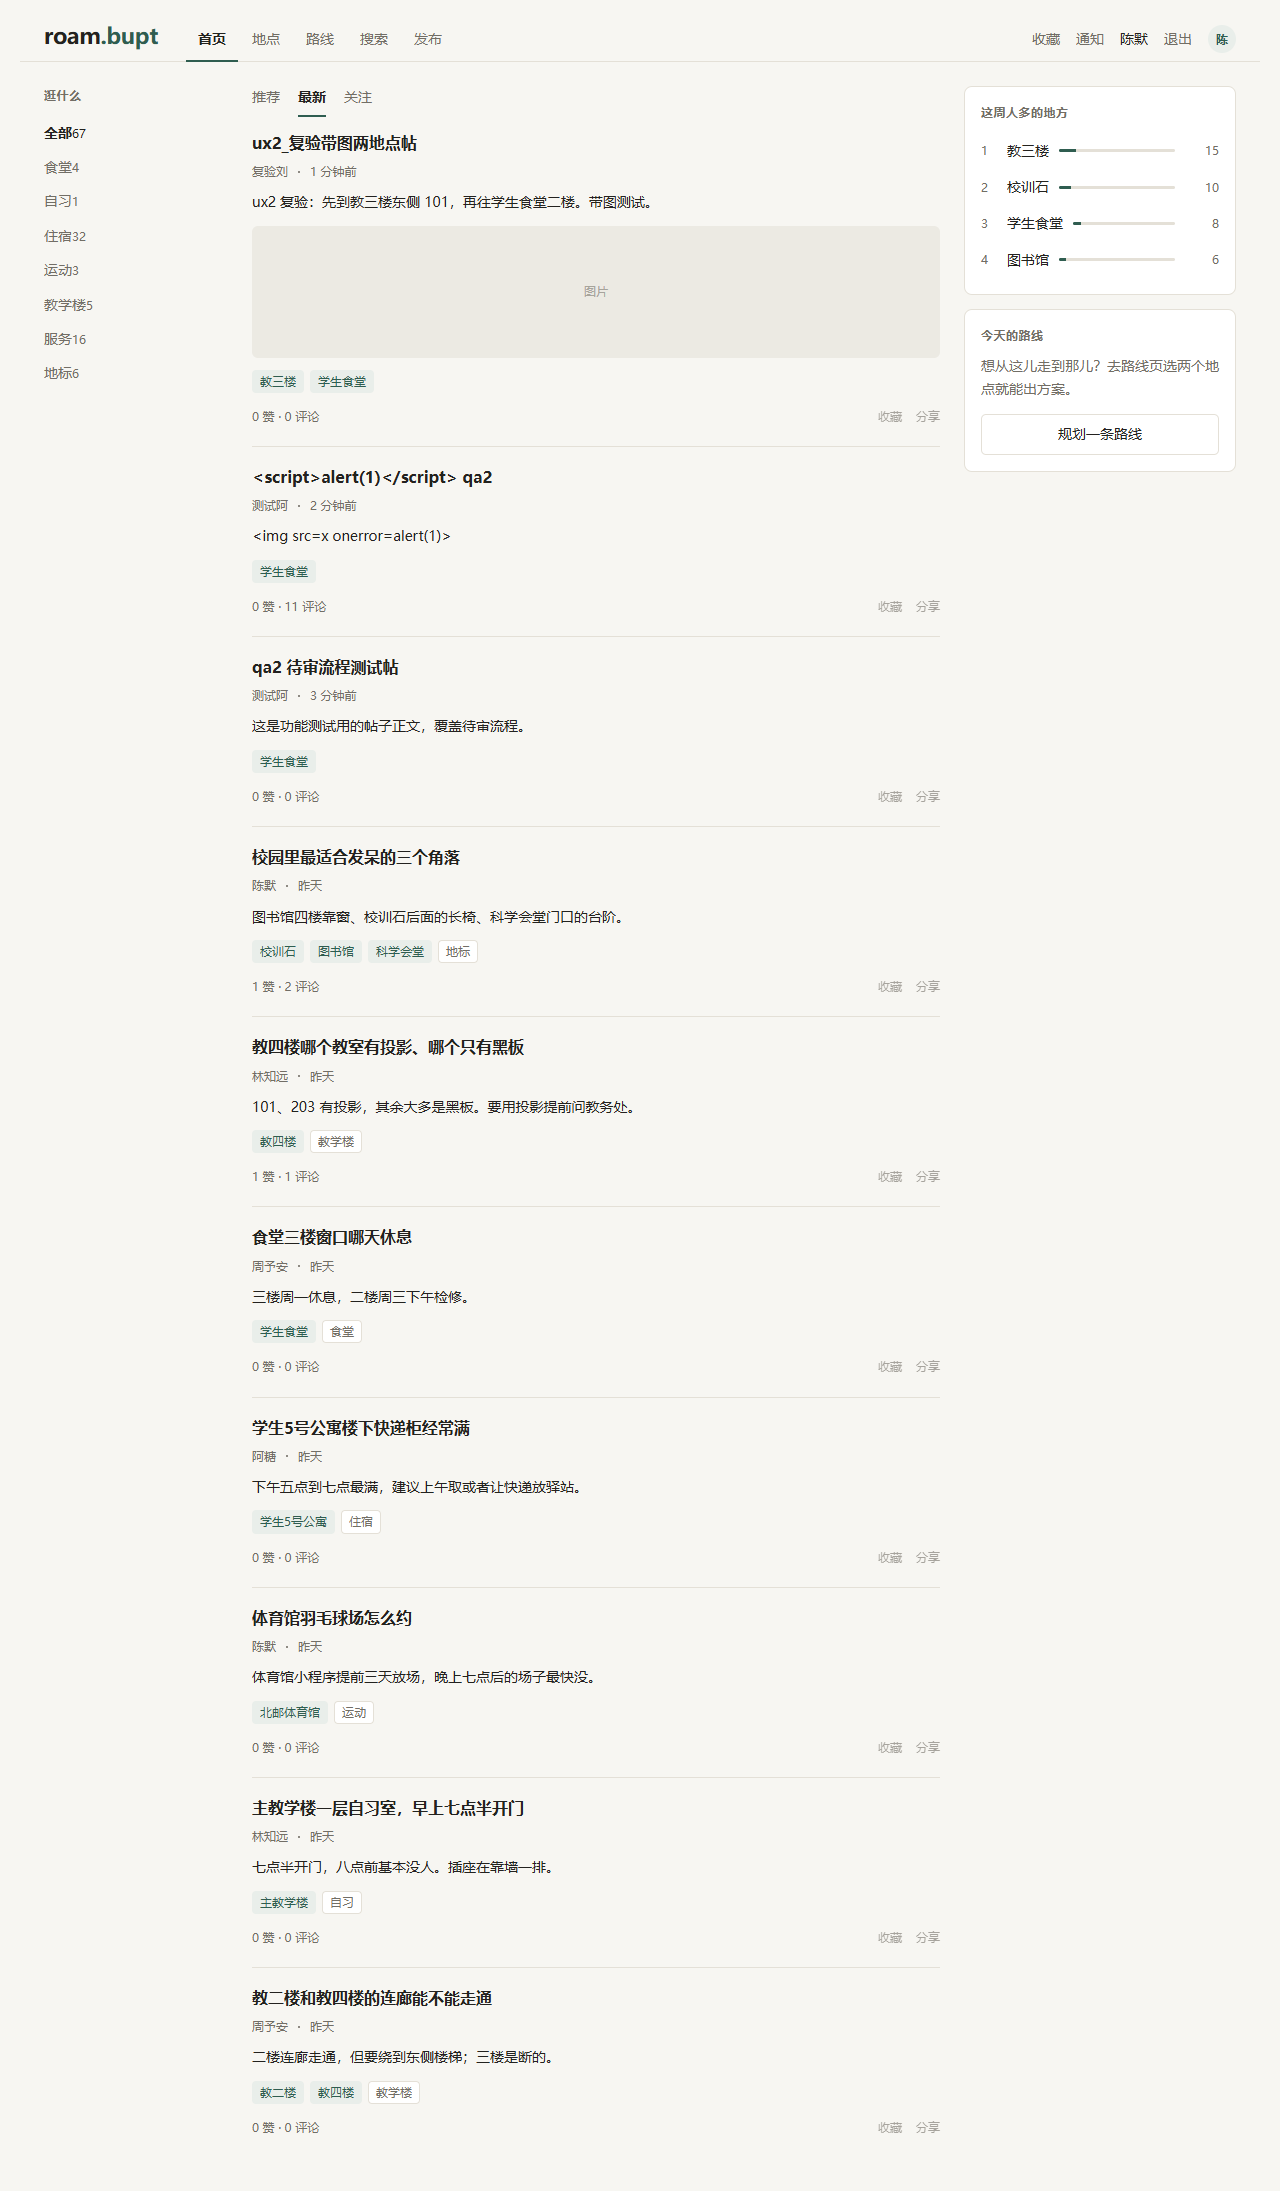 roam.bupt 首页 地点 路线 搜索 发布 收藏 通知 陈默 退出 陈
逛什么
全部67
食堂4
自习1
住宿32
运动3
教学楼5
服务16
地标6
推荐 最新 关注
ux2_复验带图两地点帖
复验刘 · 1 分钟前
ux2 复验：先到教三楼东侧 101，再往学生食堂二楼。带图测试。
图片
教三楼 学生食堂
0 赞 · 0 评论 收藏 分享
<script>alert(1)</script> qa2
测试阿 · 2 分钟前
<img src=x onerror=alert(1)>
学生食堂
0 赞 · 11 评论 收藏 分享
qa2 待审流程测试帖
测试阿 · 3 分钟前
这是功能测试用的帖子正文，覆盖待审流程。
学生食堂
0 赞 · 0 评论 收藏 分享
校园里最适合发呆的三个角落
陈默 · 昨天
图书馆四楼靠窗、校训石后面的长椅、科学会堂门口的台阶。
校训石 图书馆 科学会堂 地标
1 赞 · 2 评论 收藏 分享
教四楼哪个教室有投影、哪个只有黑板
林知远 · 昨天
101、203 有投影，其余大多是黑板。要用投影提前问教务处。
教四楼 教学楼
1 赞 · 1 评论 收藏 分享
食堂三楼窗口哪天休息
周予安 · 昨天
三楼周一休息，二楼周三下午检修。
学生食堂 食堂
0 赞 · 0 评论 收藏 分享
学生5号公寓楼下快递柜经常满
阿糖 · 昨天
下午五点到七点最满，建议上午取或者让快递放驿站。
学生5号公寓 住宿
0 赞 · 0 评论 收藏 分享
体育馆羽毛球场怎么约
陈默 · 昨天
体育馆小程序提前三天放场，晚上七点后的场子最快没。
北邮体育馆 运动
0 赞 · 0 评论 收藏 分享
主教学楼一层自习室，早上七点半开门
林知远 · 昨天
七点半开门，八点前基本没人。插座在靠墙一排。
主教学楼 自习
0 赞 · 0 评论 收藏 分享
教二楼和教四楼的连廊能不能走通
周予安 · 昨天
二楼连廊走通，但要绕到东侧楼梯；三楼是断的。
教二楼 教四楼 教学楼
0 赞 · 0 评论 收藏 分享
这周人多的地方
1 教三楼 15
2 校训石 10
3 学生食堂 8
4 图书馆 6
今天的路线
想从这儿走到那儿？去路线页选两个地
点就能出方案。
规划一条路线